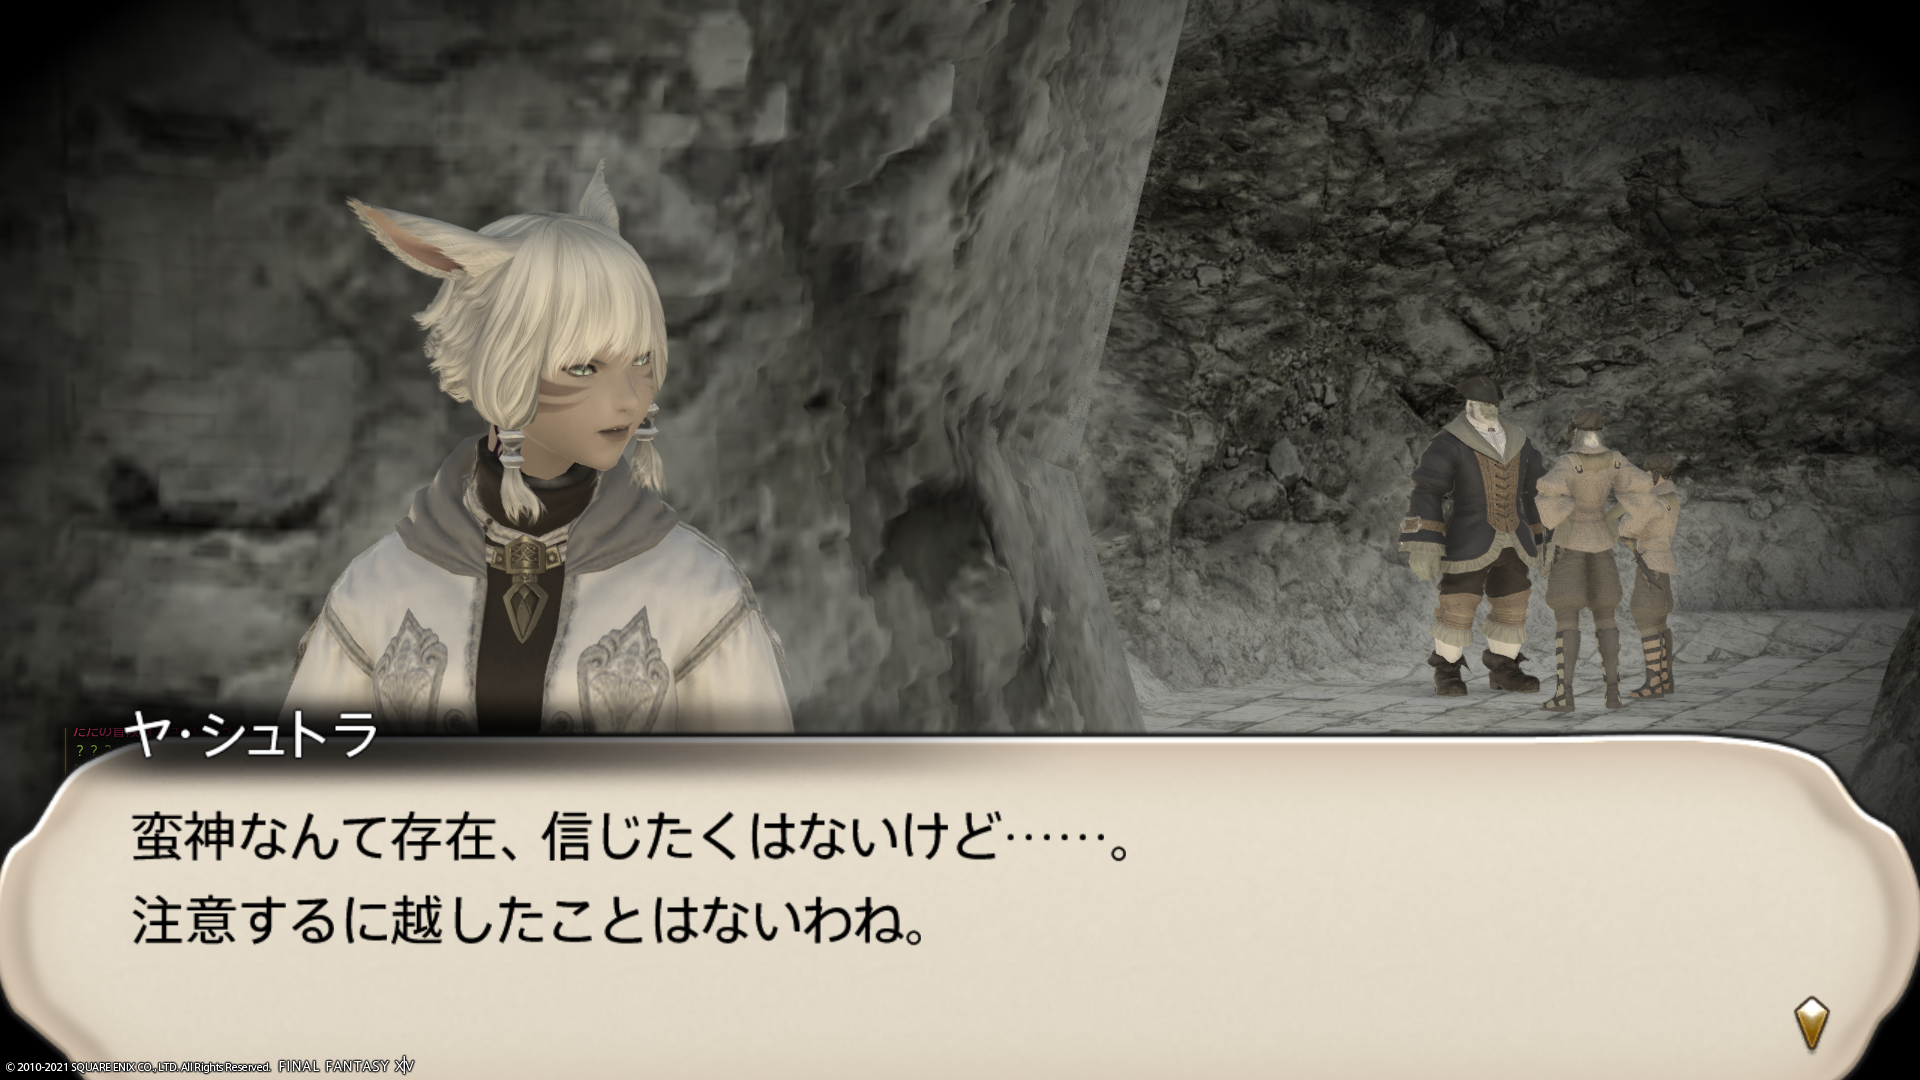 ヤ・シュトラ
蛮神なんて存在、信じたくはないけど……。
注意するに越したことはないわね。
© 2010-2021 SQUARE ENIX CO., LTD. All Rights Reserved. FINAL FANTASY XIV